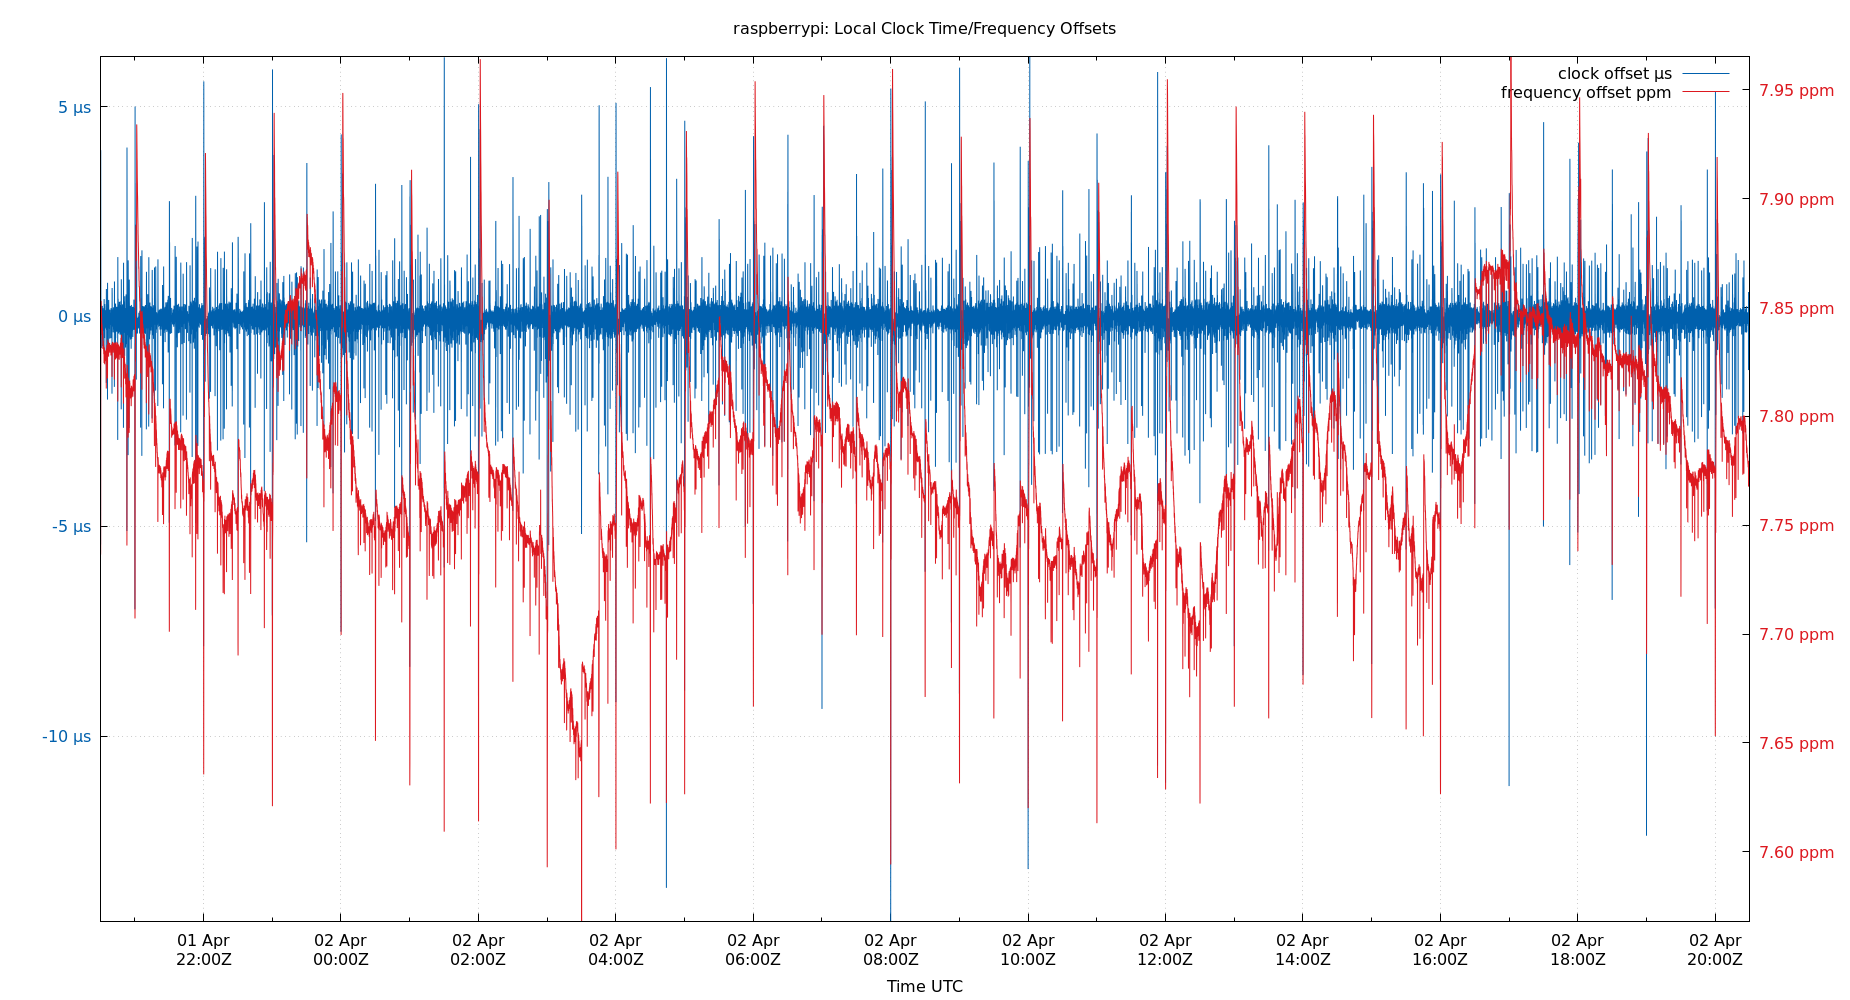 raspberrypi: Local Clock Time/Frequency Offsets
clock offset µs
frequency offset ppm
5 µs
0 µs
-5 µs
-10 µs
7.95 ppm
7.90 ppm
7.85 ppm
7.80 ppm
7.75 ppm
7.70 ppm
7.65 ppm
7.60 ppm
01 Apr 02 Apr 02 Apr 02 Apr 02 Apr 02 Apr 02 Apr 02 Apr 02 Apr 02 Apr 02 Apr 02 Apr
22:00Z 00:00Z 02:00Z 04:00Z 06:00Z 08:00Z 10:00Z 12:00Z 14:00Z 16:00Z 18:00Z 20:00Z
Time UTC